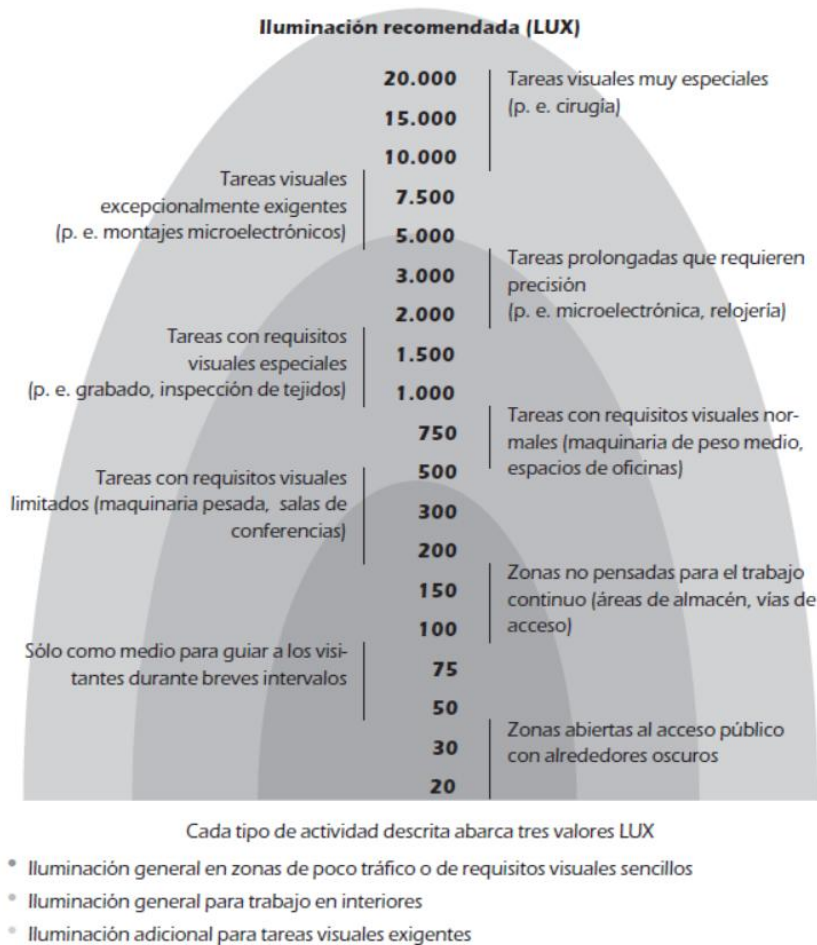 Iluminación recomendada (LUX)
20.000
15.000
10.000
Tareas visuales muy especiales
(p. e. cirugía)
Tareas visuales
excepcionalmente exigentes
(p. e. montajes microelectrónicos)
7.500
5.000
3.000
2.000
Tareas prolongadas que requieren
precisión
(p. e. microelectrónica, relojería)
Tareas con requisitos
visuales especiales
(p. e. grabado, inspección de tejidos)
1.500
1.000
750
500
Tareas con requisitos visuales nor-
males (maquinaria de peso medio,
espacios de oficinas)
Tareas con requisitos visuales
limitados (maquinaria pesada, salas de
conferencias)
300
200
150
100
Zonas no pensadas para el trabajo
continuo (áreas de almacén, vías de
acceso)
Sólo como medio para guiar a los visi-
tantes durante breves intervalos
75
50
30
20
Zonas abiertas al acceso público
con alrededores oscuros
Cada tipo de actividad descrita abarca tres valores LUX
• Iluminación general en zonas de poco tráfico o de requisitos visuales sencillos
• Iluminación general para trabajo en interiores
• Iluminación adicional para tareas visuales exigentes